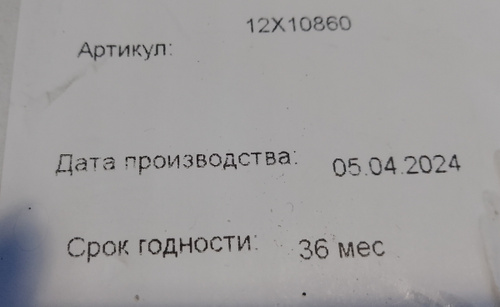 12X10860
Артикул:
Дата производства: 05.04.2024
Срок годности: 36 мес